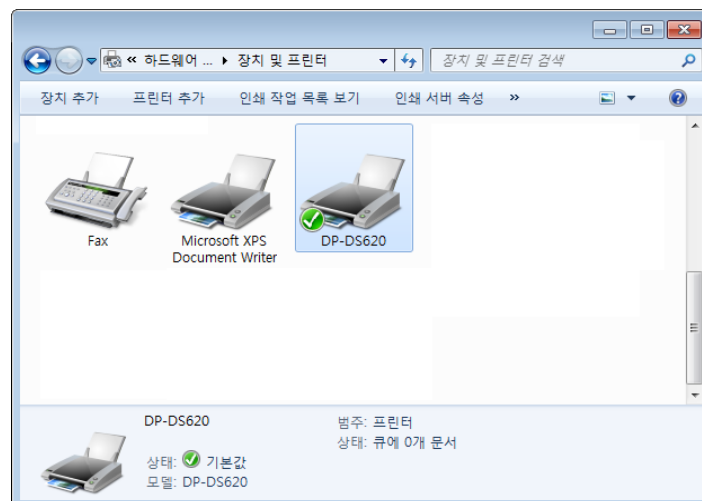 « 하드웨어 ... ▸ 장치 및 프린터
장치 및 프린터 검색
장치 추가 프린터 추가 인쇄 작업 목록 보기 인쇄 서버 속성 »
Fax
Microsoft XPS
Document Writer
DP-DS620
DP-DS620
상태: 기본값
모델: DP-DS620
범주: 프린터
상태: 큐에 0개 문서